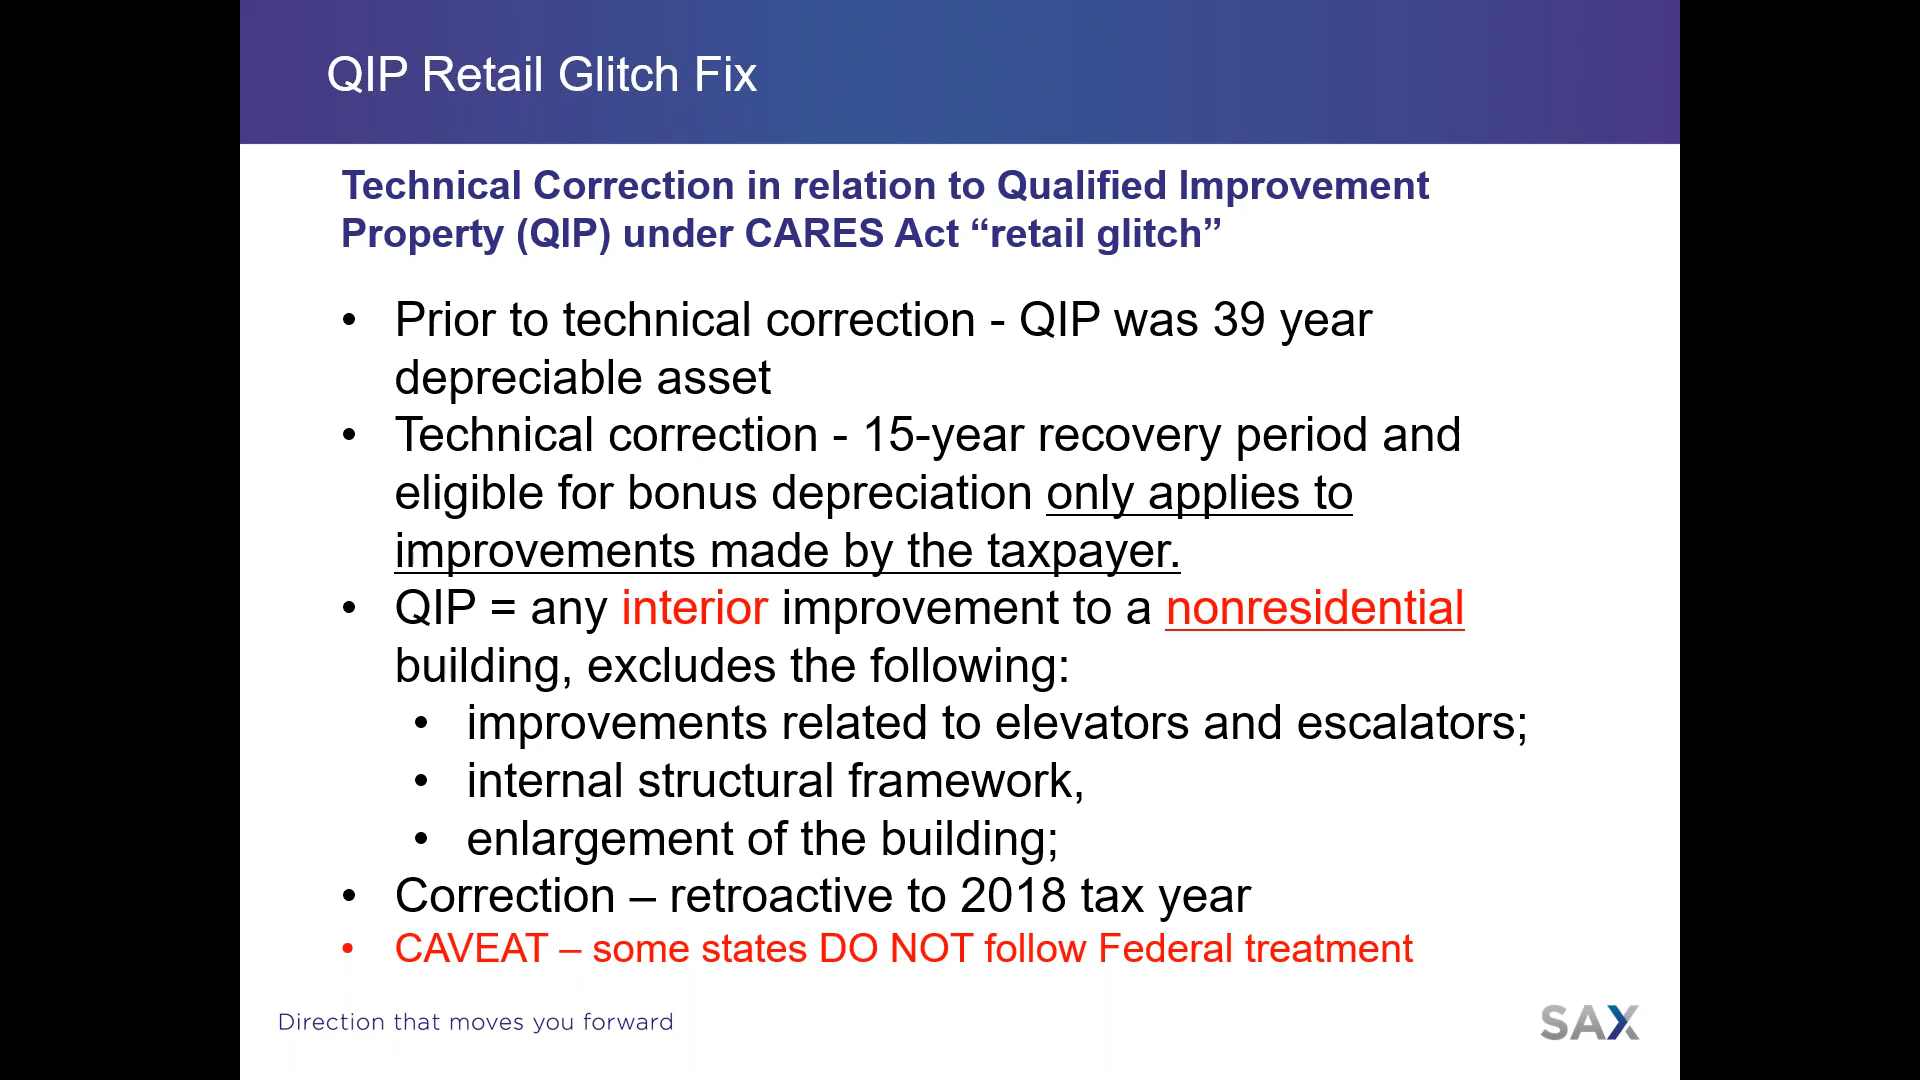 QIP Retail Glitch Fix
Technical Correction in relation to Qualified Improvement
Property (QIP) under CARES Act “retail glitch”
• Prior to technical correction - QIP was 39 year
depreciable asset
• Technical correction - 15-year recovery period and
eligible for bonus depreciation only applies to
improvements made by the taxpayer.
• QIP = any interior improvement to a nonresidential
building, excludes the following:
• improvements related to elevators and escalators;
• internal structural framework,
• enlargement of the building;
• Correction – retroactive to 2018 tax year
• CAVEAT – some states DO NOT follow Federal treatment
Direction that moves you forward
SAX